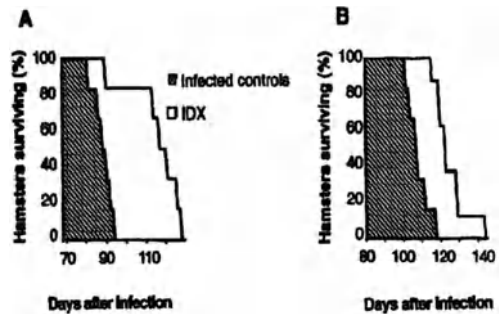 A
Hamsters surviving (%)
100
80
60
40
20
0
70 90 110
Days after infection
Infected controls
IDX
B
Hamsters surviving (%)
100
80
60
40
20
0
80 100 120 140
Days after infection